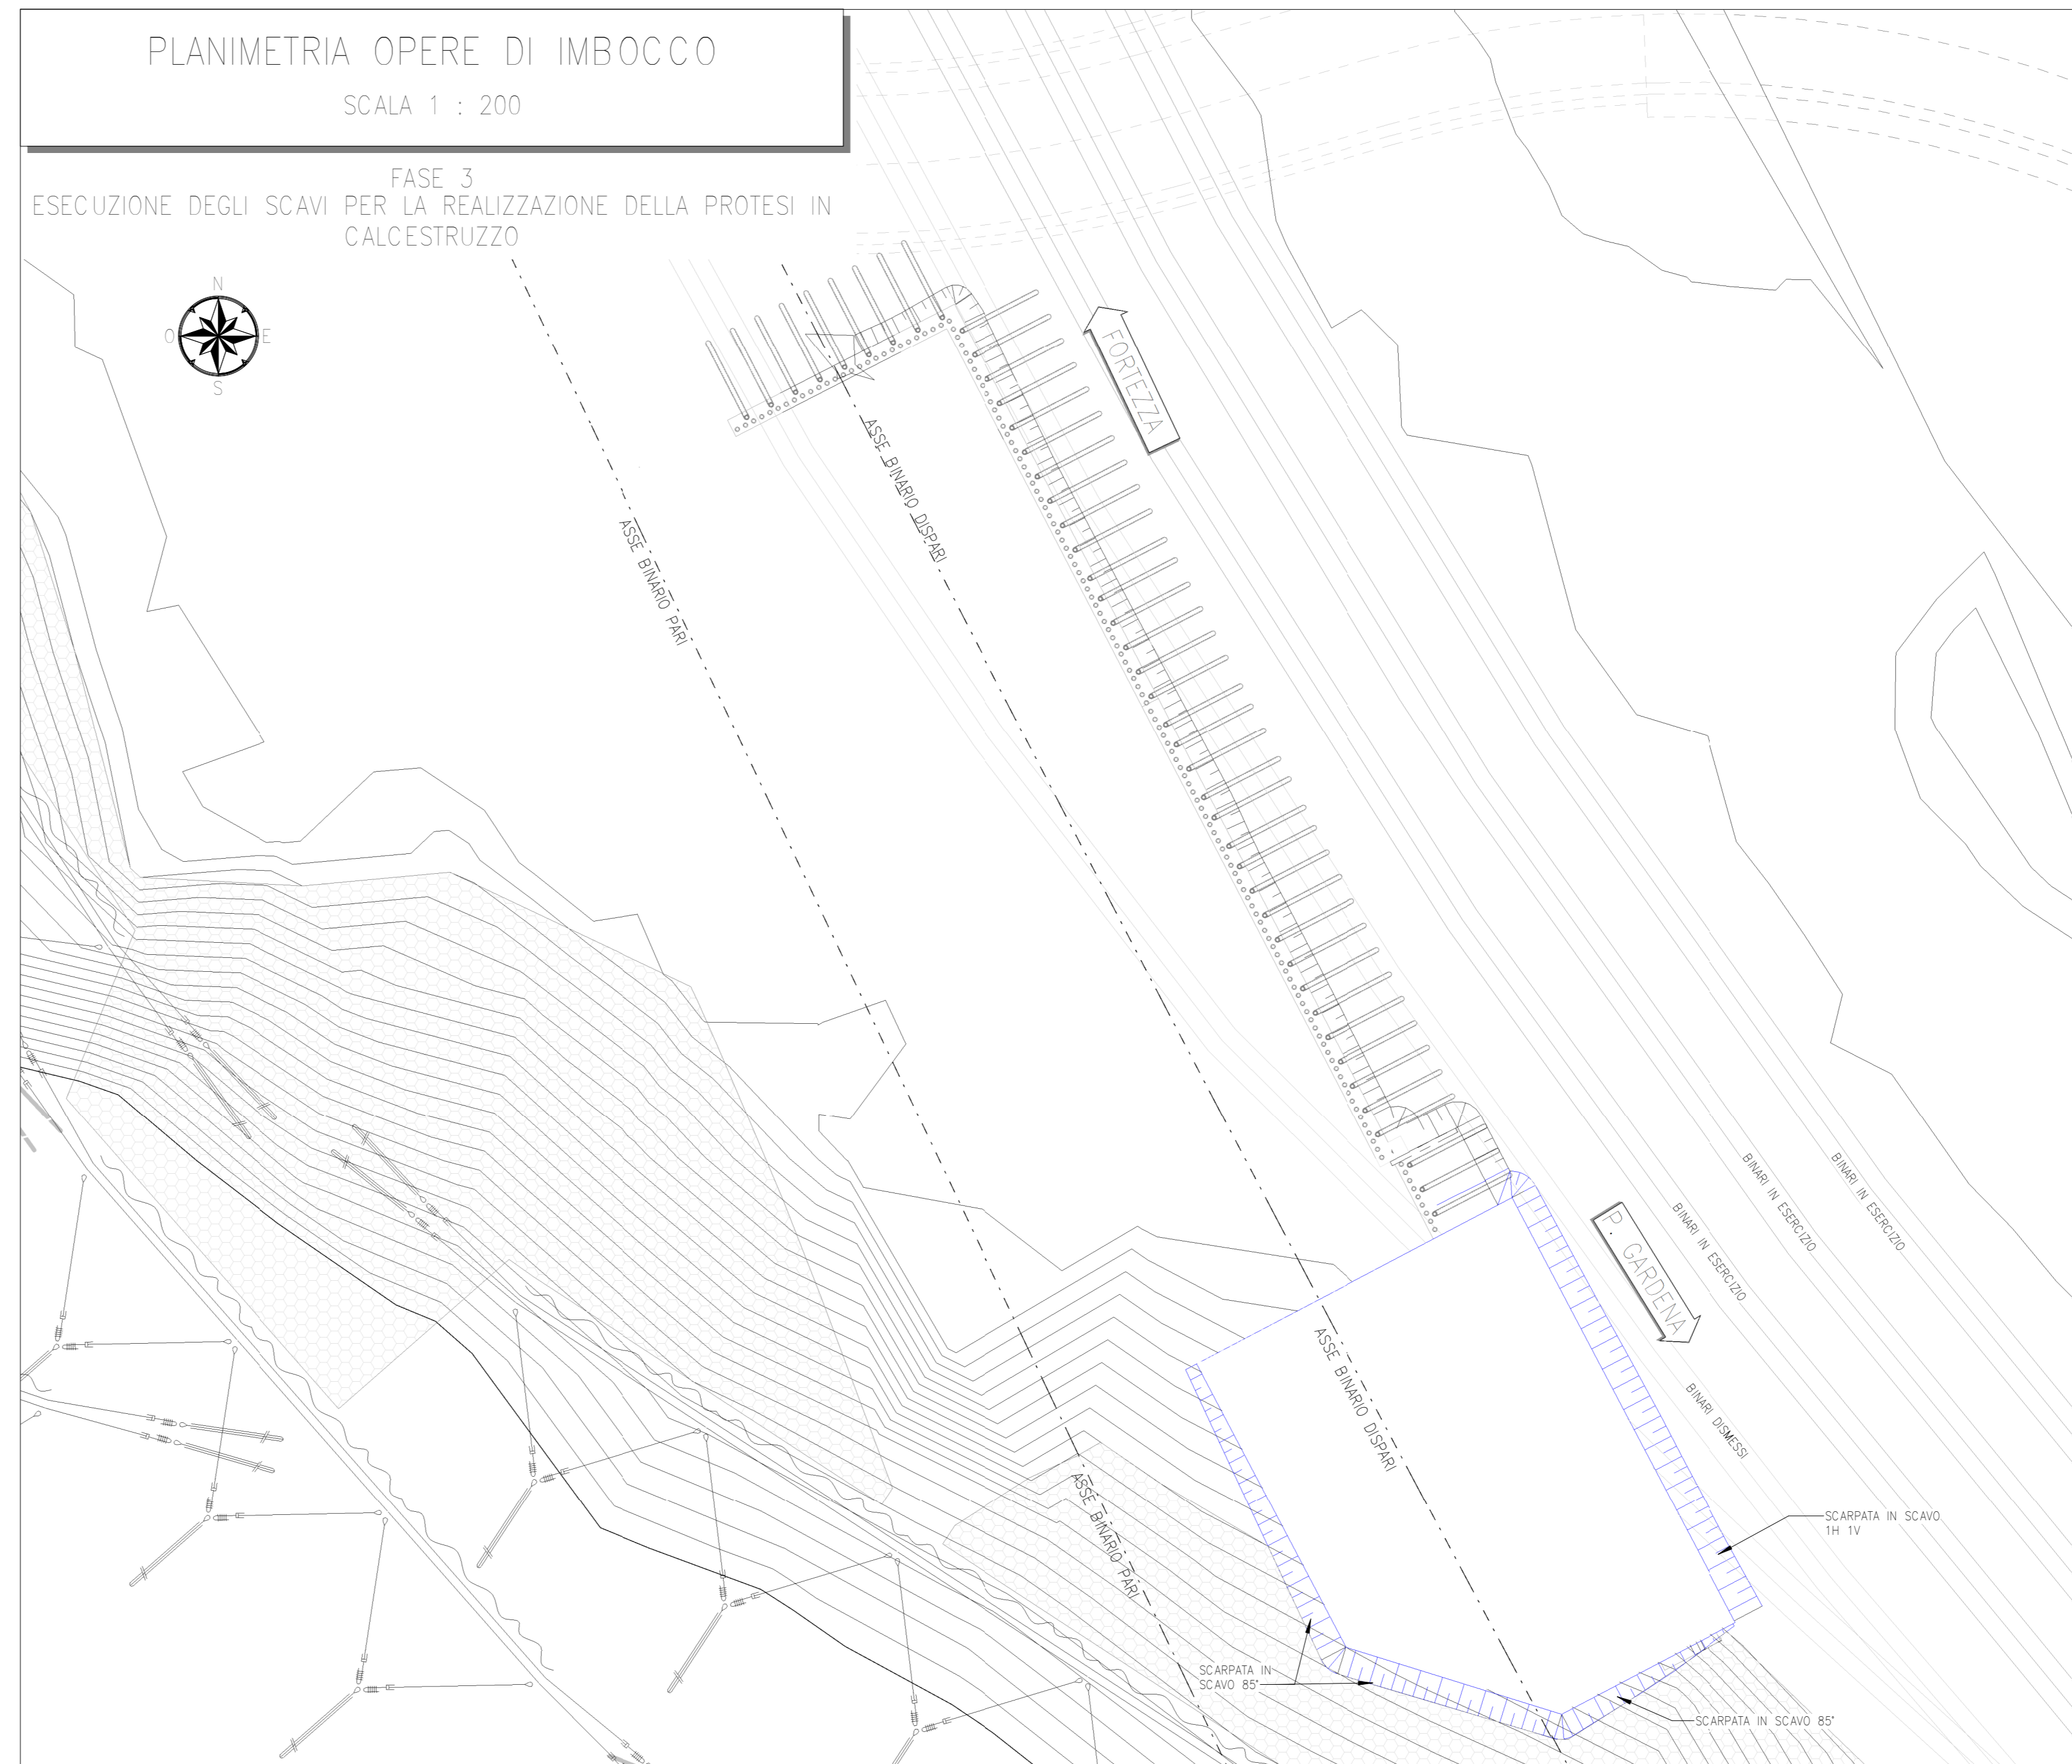 PLANIMETRIA OPERE DI IMBOCCO
SCALA 1 : 200
FASE 3
ESECUZIONE DEGLI SCAVI PER LA REALIZZAZIONE DELLA PROTESI IN
CALCESTRUZZO
N
O
E
S
FORTEZZA
ASSE BINARIO DISPARI
ASSE BINARIO PARI
BINARI IN ESERCIZIO
BINARI IN ESERCIZIO
BINARI IN ESERCIZIO
P. GARDENA
BINARI DISMESSI
ASSE BINARIO DISPARI
ASSE BINARIO PARI
SCARPATA IN SCAVO
1H 1V
SCARPATA IN
SCAVO 85°
SCARPATA IN SCAVO 85°